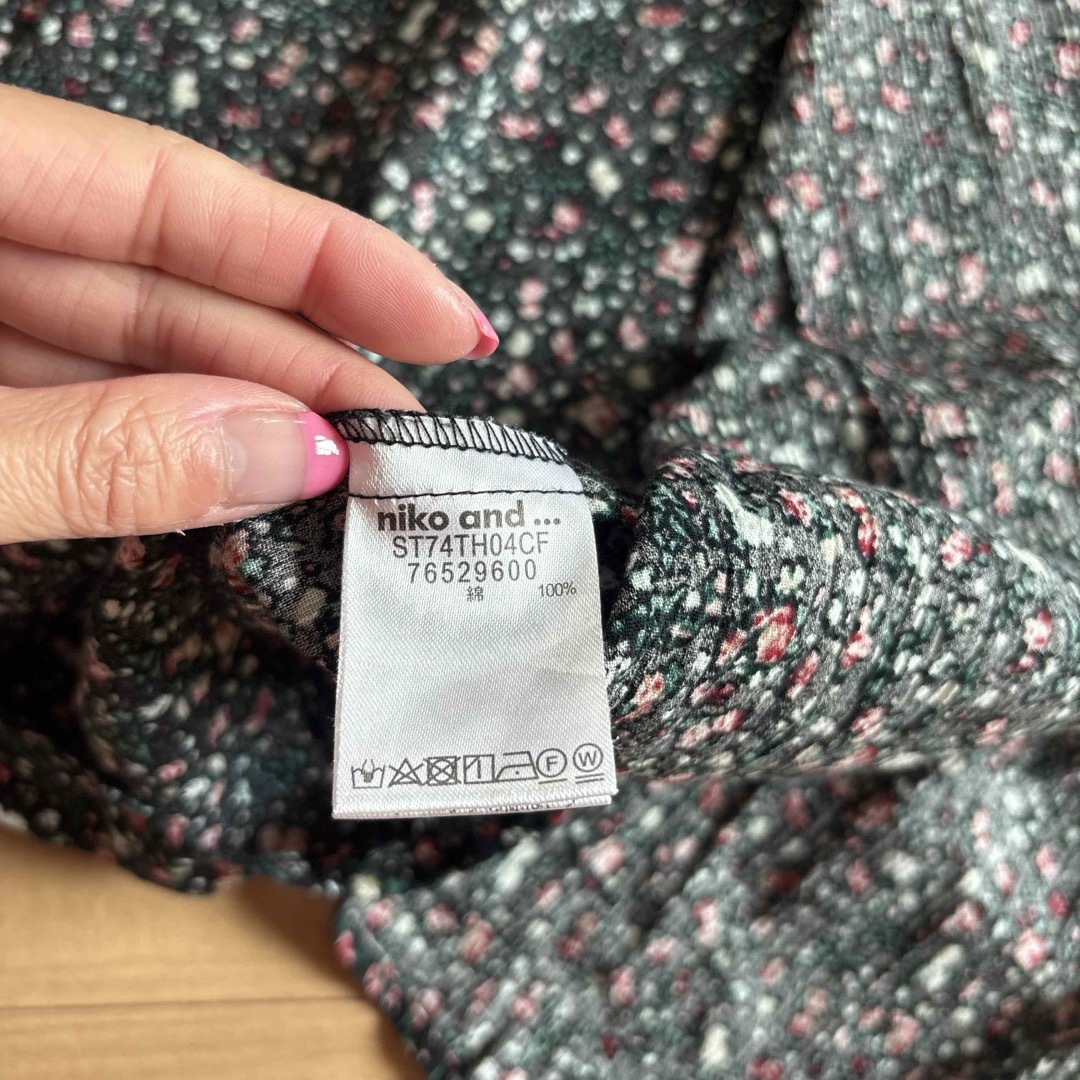 niko and ...
ST74TH04CF
76529600
綿 100%
F W